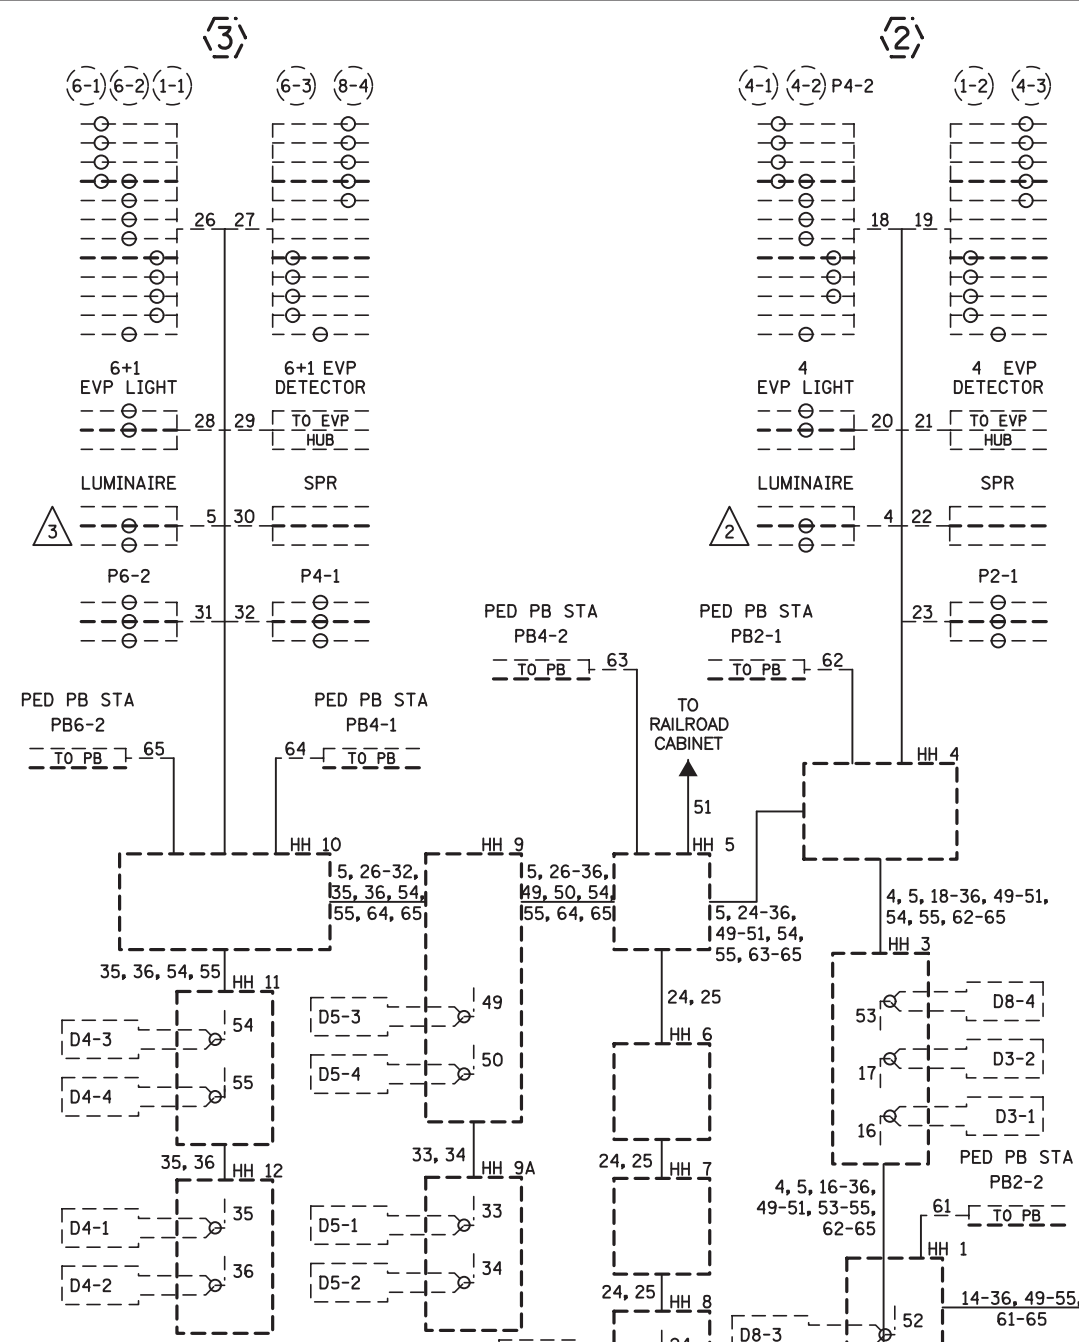 3
2
6-1 6-2 1-1 6-3 8-4
4-1 4-2 P4-2 1-2 4-3
26 27
18 19
6+1
EVP LIGHT
6+1 EVP
DETECTOR
4
EVP LIGHT
4 EVP
DETECTOR
28 29
TO EVP
HUB
20 21
TO EVP
HUB
LUMINAIRE
SPR
LUMINAIRE
SPR
3
5 30
2
4 22
P6-2
P4-1
P2-1
31 32
23
PED PB STA
PB4-2
TO PB
63
PED PB STA
PB2-1
TO PB
62
PED PB STA
PB6-2
TO PB
65
PED PB STA
PB4-1
64
TO PB
TO
RAILROAD
CABINET
51
HH 4
HH 10
HH 9
HH 5
5, 26-32,
35, 36, 54,
55, 64, 65
5, 26-36,
49, 50, 54,
55, 64, 65
5, 24-36,
49-51, 54,
55, 63-65
4, 5, 18-36, 49-51,
54, 55, 62-65
HH 3
35, 36, 54, 55
HH 11
D4-3
54
D4-4
55
D5-3
49
D5-4
50
24, 25
HH 6
53
D8-4
17
D3-2
16
D3-1
35, 36
HH 12
33, 34
HH 9A
24, 25
HH 7
PED PB STA
PB2-2
61
TO PB
4, 5, 16-36,
49-51, 53-55,
62-65
D4-1
35
D4-2
36
D5-1
33
D5-2
34
HH 1
24, 25
HH 8
14-36, 49-55,
61-65
D8-3
52